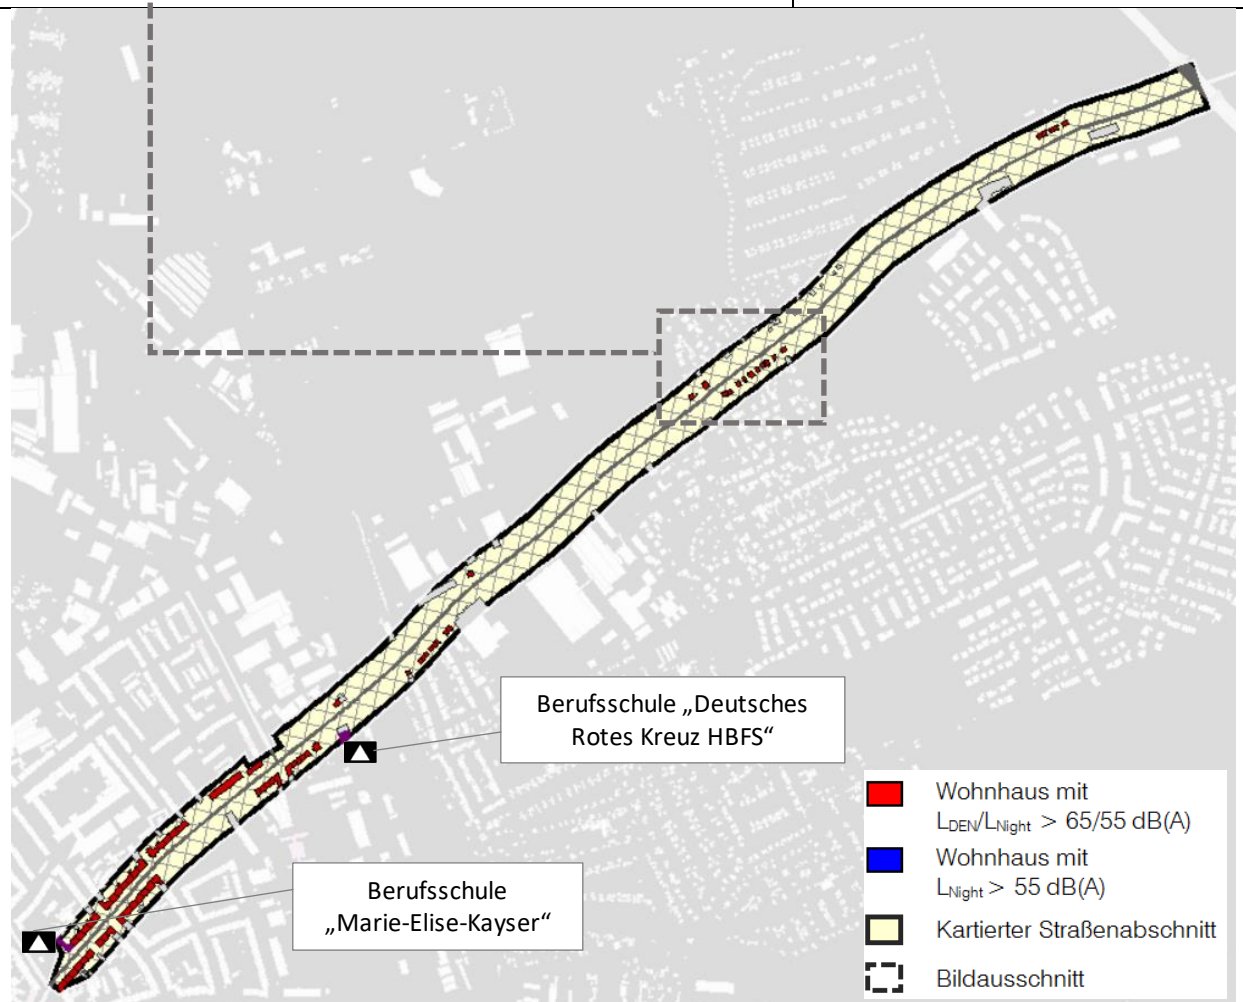 Berufsschule „Deutsches
Rotes Kreuz HBFS“
Berufsschule
„Marie-Elise-Kayser“
Wohnhaus mit
LDEN/LNight > 65/55 dB(A)
Wohnhaus mit
LNight > 55 dB(A)
Kartierter Straßenabschnitt
Bildausschnitt